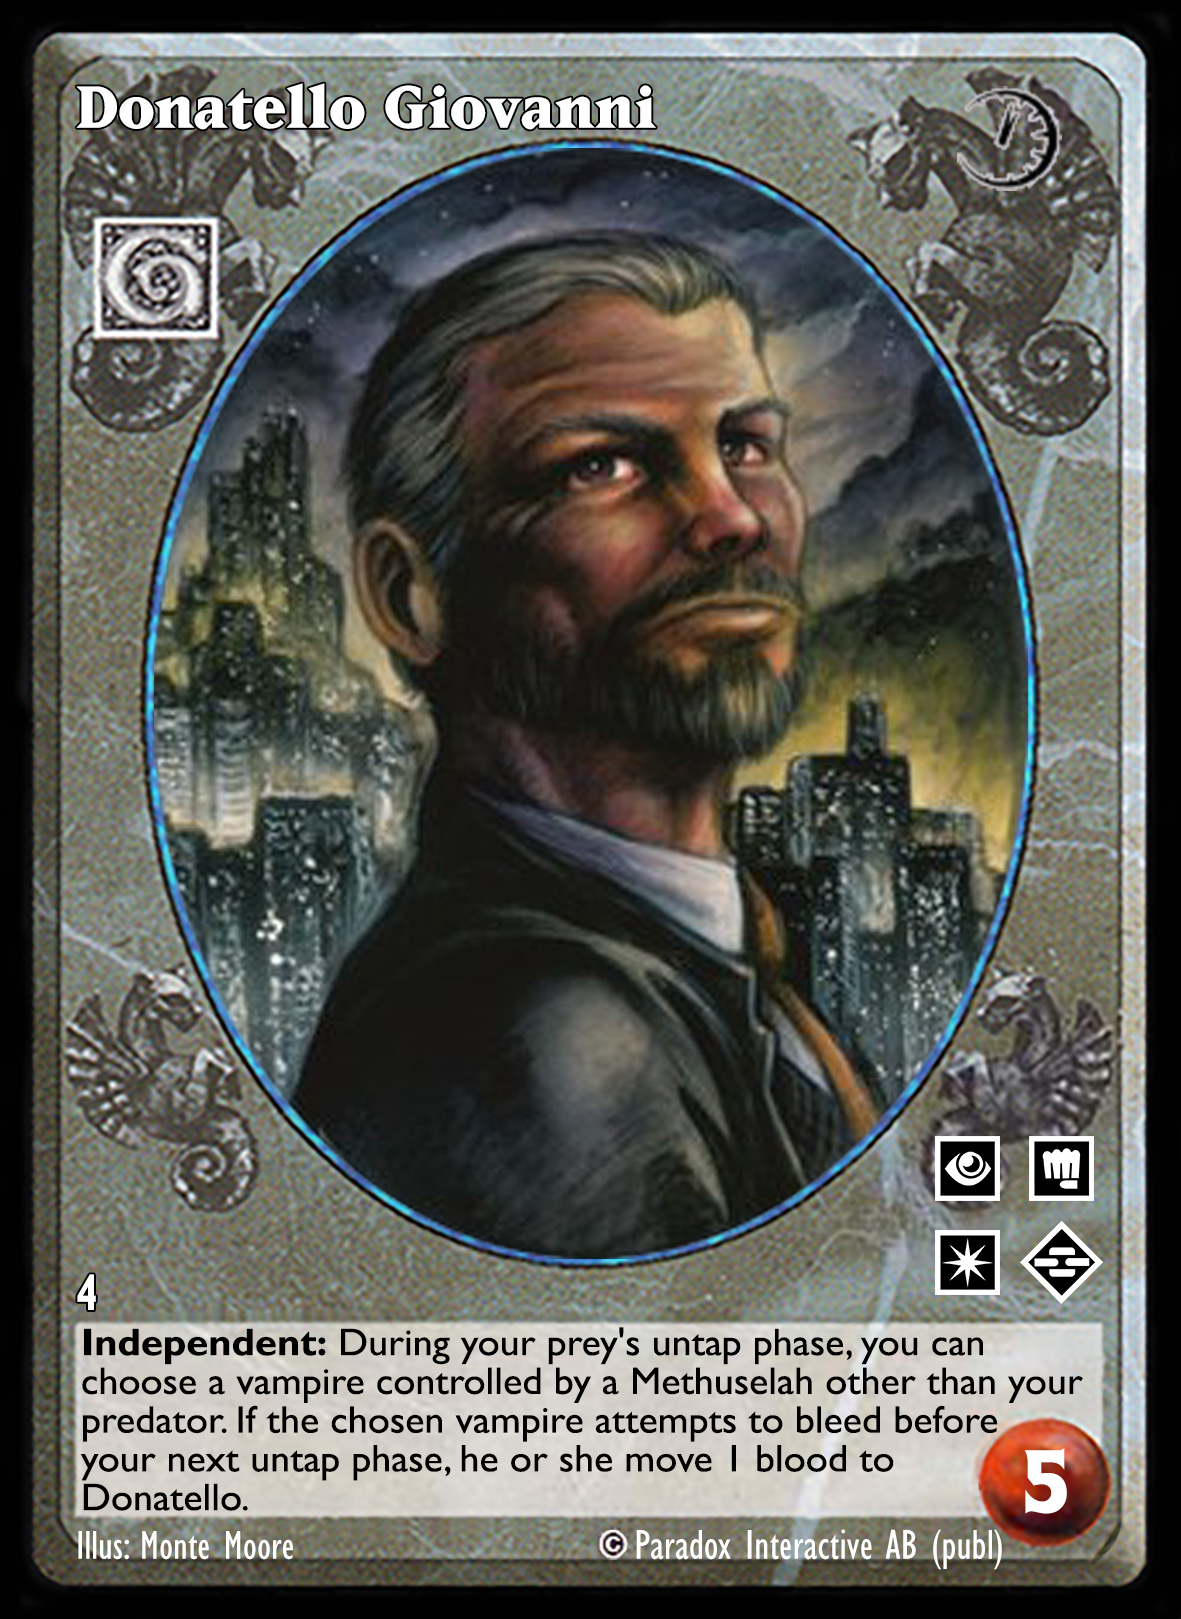 Donatello Giovanni
4
Independent: During your prey's untap phase, you can
choose a vampire controlled by a Methuselah other than your
predator. If the chosen vampire attempts to bleed before
your next untap phase, he or she move 1 blood to
Donatello.
5
Illus: Monte Moore © Paradox Interactive AB (publ)